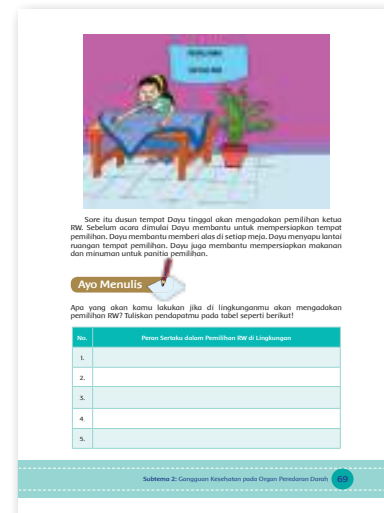 PEMILIHAN
KETUA RW
Sore itu dusun tempat Dayu tinggal akan mengadakan pemilihan ketua
RW. Sebelum acara dimulai Dayu membantu untuk mempersiapkan tempat
pemilihan. Dayu membantu memberi alas di setiap meja. Dayu menyapu lantai
ruangan tempat pemilihan. Dayu juga membantu mempersiapkan makanan
dan minuman untuk panitia pemilihan.
Ayo Menulis
Apa yang akan kamu lakukan jika di lingkunganmu akan mengadakan
pemilihan RW? Tuliskan pendapatmu pada tabel seperti berikut!
No. Peran Sertaku dalam Pemilihan RW di Lingkungan
1.
2.
3.
4.
5.
Subtema 2: Gangguan Kesehatan pada Organ Peredaran Darah 69